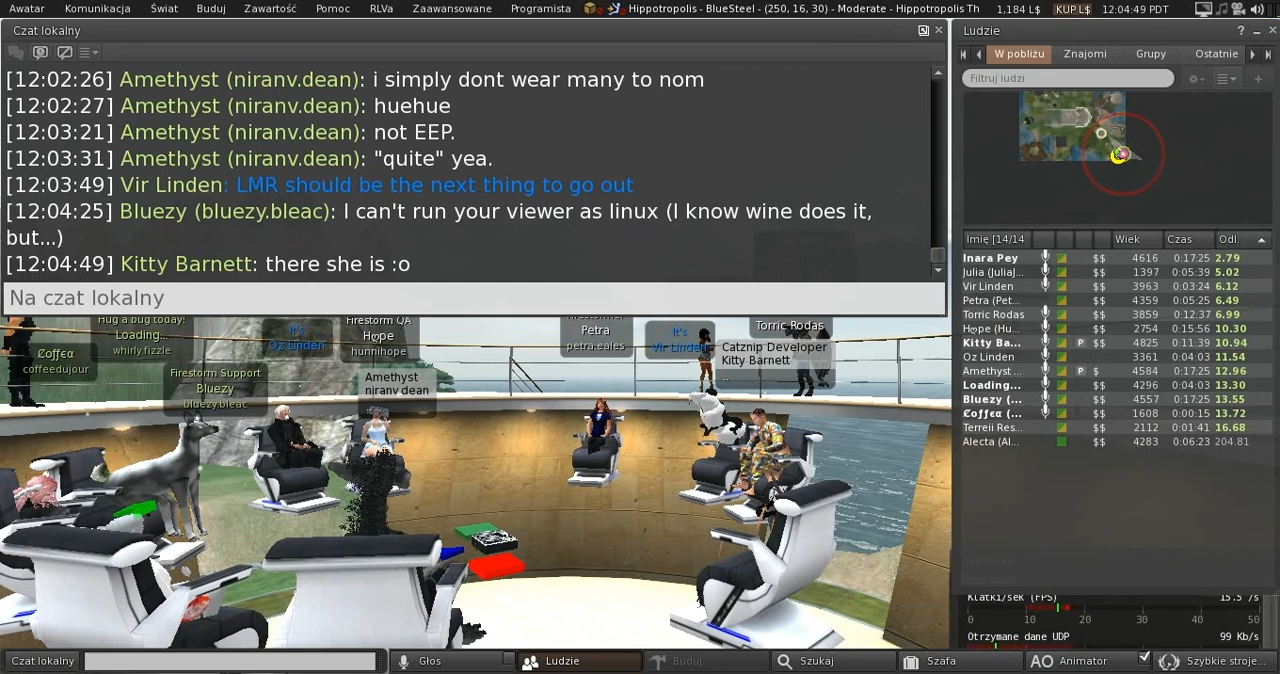 Awatar Komunikacja Świat Buduj Zawartość Pomoc RLVa Zaawansowane Programista Hippotropolis - BlueSteel - (250, 16, 30) - Moderate - Hippotropolis Th 1,184 L$ KUP L$ 12:04:49 PDT
Czat lokalny
[12:02:26] Amethyst (niranv.dean): i simply dont wear many to nom
[12:02:27] Amethyst (niranv.dean): huehue
[12:03:21] Amethyst (niranv.dean): not EEP.
[12:03:31] Amethyst (niranv.dean): "quite" yea.
[12:03:49] Vir Linden: LMR should be the next thing to go out
[12:04:25] Bluezy (bluezy.bleac): I can't run your viewer as linux (I know wine does it,
but...)
[12:04:49] Kitty Barnett: there she is :o
Na czat lokalny
Hug a bug today!
Loading...
whirly.fizzle
Ȼoffεα
coffeedujour
Firestorm Support
Bluezy
bluezy.bleac
It's
Oz Linden
Firestorm QA
Hope
hunnihope
Amethyst
niranv dean
Petra
petra.eales
It's
Vir Linden
Torric Rodas
Catnip Developer
Kitty Barnett
Ludzie
W pobliżu Znajomi Grupy Ostatnie
Filtruj ludzi
Imię [14/14 Wiek Czas Odl.
Inara Pey $$ 4616 0:17:25 2.79
Julia (JuliaJ... $$ 1397 0:05:39 5.02
Vir Linden $$ 3963 0:03:24 6.12
Petra (Pet... $$ 4359 0:05:25 6.49
Torric Rodas $$ 3859 0:12:37 6.99
Hope (Hu... $$ 2754 0:15:56 10.30
Kitty Ba... P $$ 4825 0:11:39 10.94
Oz Linden $$ 3361 0:04:03 11.54
Amethyst ... P $ 4584 0:17:25 12.96
Loading... $$ 4296 0:04:03 13.30
Bluezy (... $$ 4557 0:17:25 13.55
Ȼoffεα (... $$ 1608 0:00:15 13.72
Terreii Res... $$ 2112 0:01:41 16.68
Alecta (Al... $$ 4283 0:06:23 204.81
Klatki/sek (FPS) 15.5 /s
0 10 20 30 40 50
Otrzymane dane UDP 99 Kb/s
Czat lokalny Głos Ludzie Buduj Szukaj Szafa AO Animator Szybkie stroje...